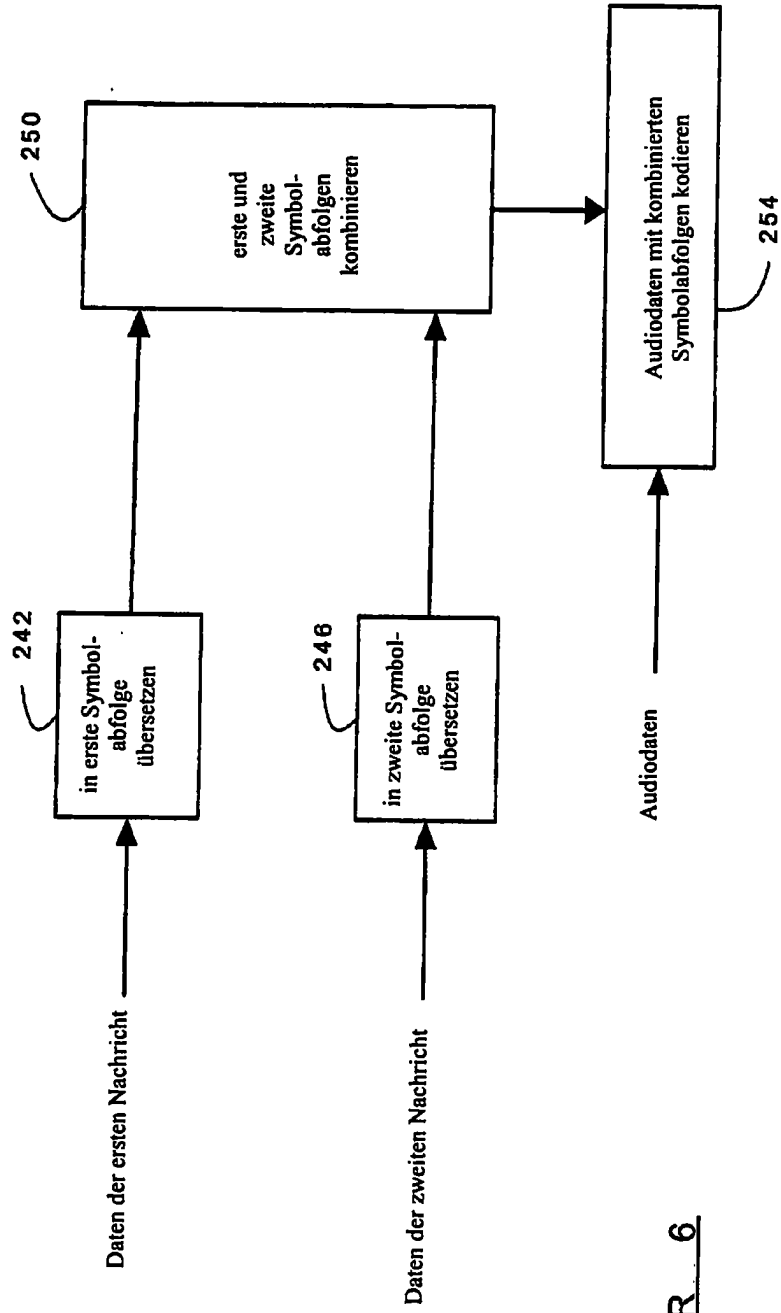 250
erste und
zweite
Symbol-
abfolgen
kombinieren
242
in erste Symbol-
abfolge
übersetzen
246
in zweite Symbol-
abfolge
übersetzen
Audiodaten mit kombinierten
Symbolabfolgen kodieren
254
Daten der ersten Nachricht
Daten der zweiten Nachricht
Audiodaten
R 6